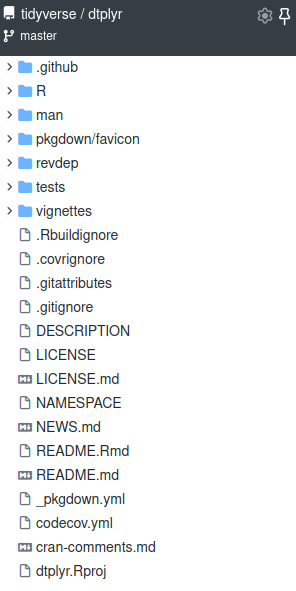 tidyverse / dtplyr
master
.github
R
man
pkgdown/favicon
revdep
tests
vignettes
.Rbuildignore
.covrignore
.gitattributes
.gitignore
DESCRIPTION
LICENSE
LICENSE.md
NAMESPACE
NEWS.md
README.Rmd
README.md
_pkgdown.yml
codecov.yml
cran-comments.md
dtplyr.Rproj